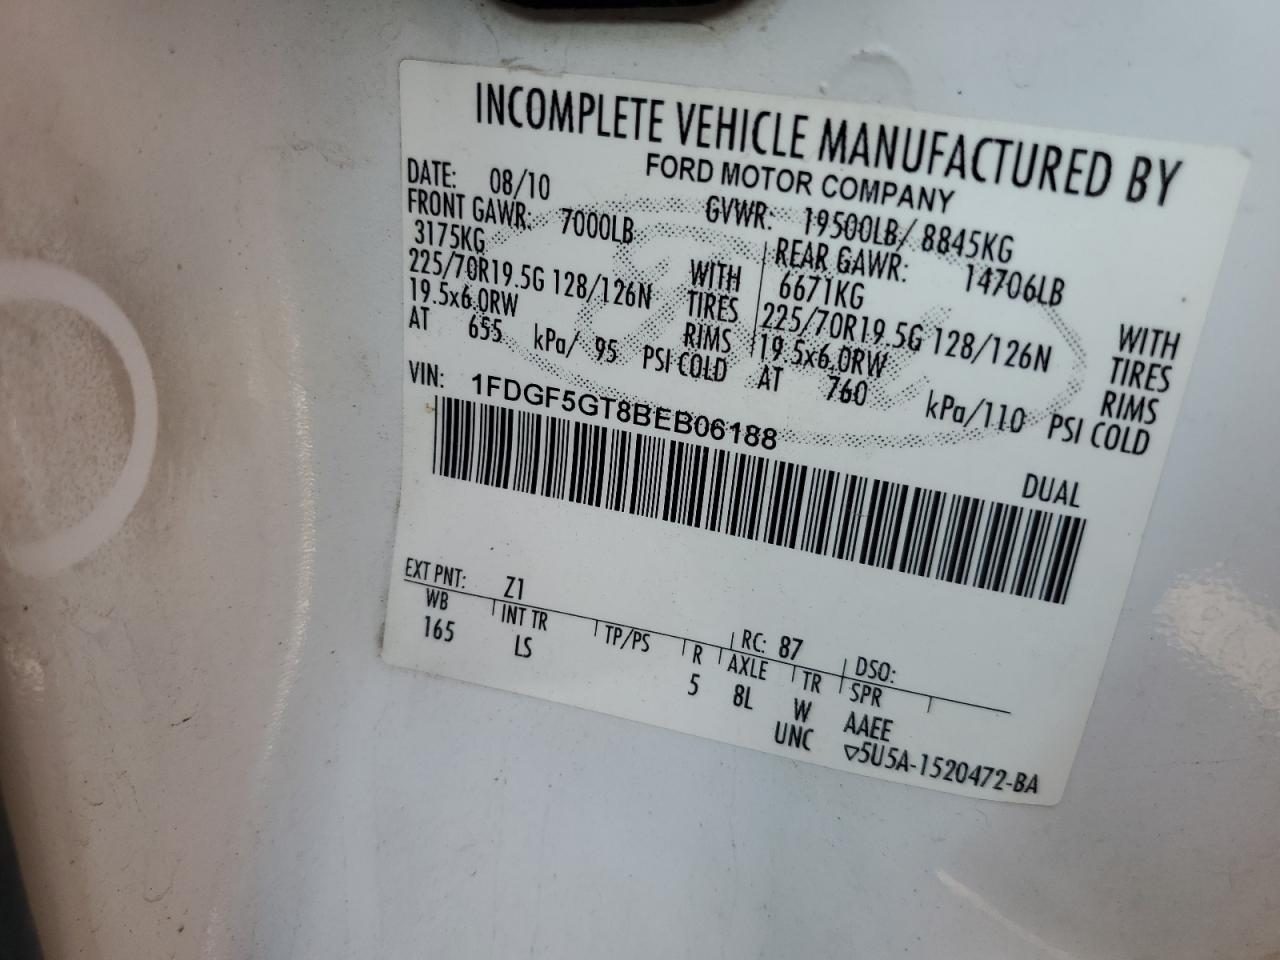 INCOMPLETE VEHICLE MANUFACTURED BY
FORD MOTOR COMPANY
DATE: 08/10 GVWR: 19500LB/ 8845KG
FRONT GAWR: 7000LB REAR GAWR: 14706LB
3175KG WITH 6671KG WITH
225/70R19.5G 128/126N TIRES 225/70R19.5G 128/126N TIRES
19.5x6.0RW RIMS 19.5x6.0RW RIMS
AT 655 kPa/ 95 PSI COLD AT 760 kPa/110 PSI COLD
VIN: 1FDGF5GT8BEB06188
DUAL
EXT PNT: Z1 RC: 87 DSO:
WB INT TR TP/PS R AXLE TR SPR
165 LS 5 8L W AAEE
UNC ▽5U5A-1520472-BA